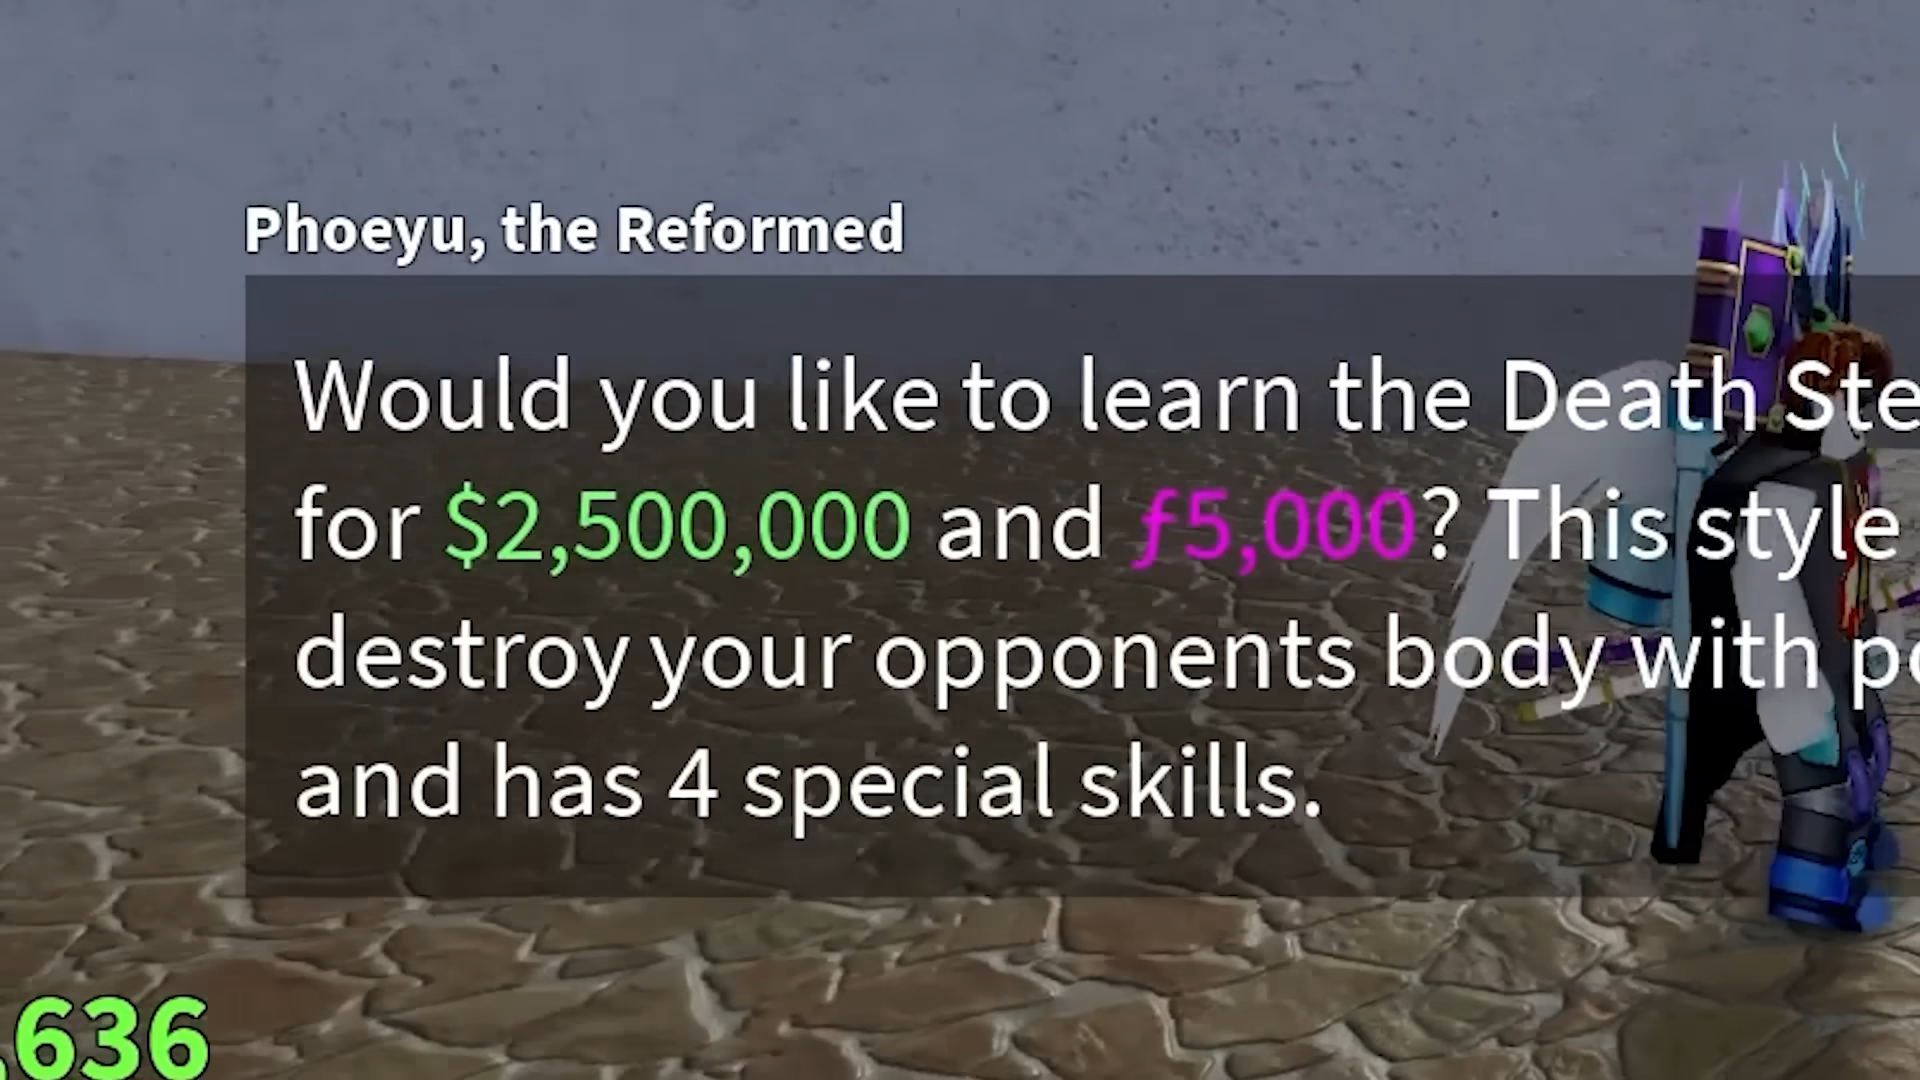 Phoeyu, the Reformed
Would you like to learn the Death Ste
for $2,500,000 and ƒ5,000? This style
destroy your opponents body with po
and has 4 special skills.
,636